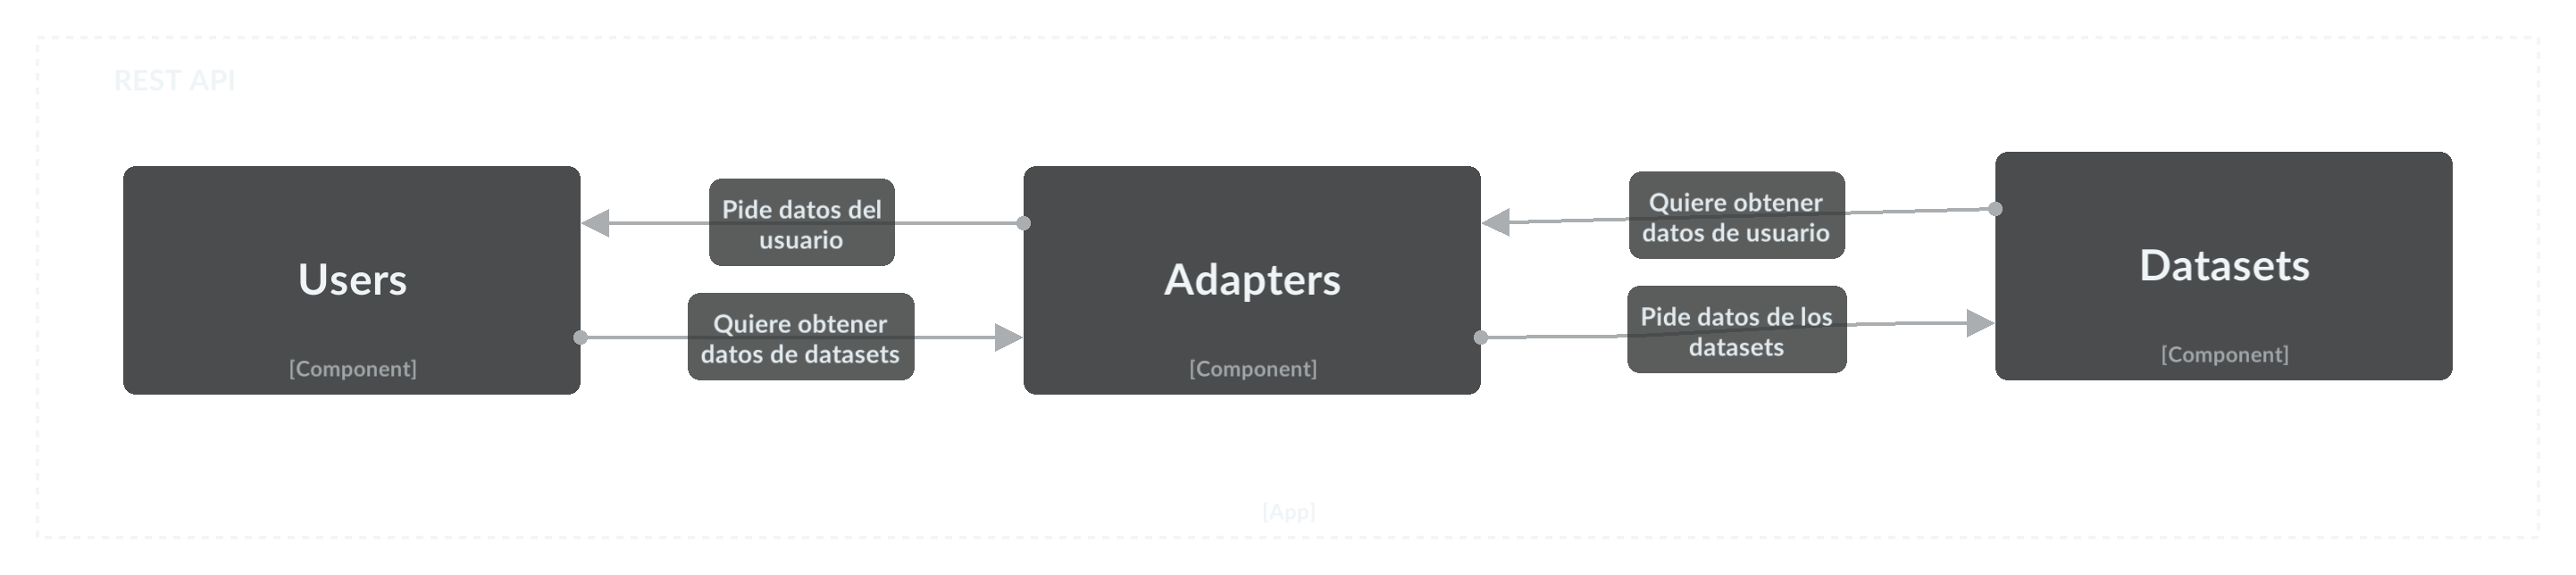 REST API
Users
[Component]
Pide datos del
usuario
Quiere obtener
datos de datasets
Adapters
[Component]
Quiere obtener
datos de usuario
Pide datos de los
datasets
Datasets
[Component]
[App]